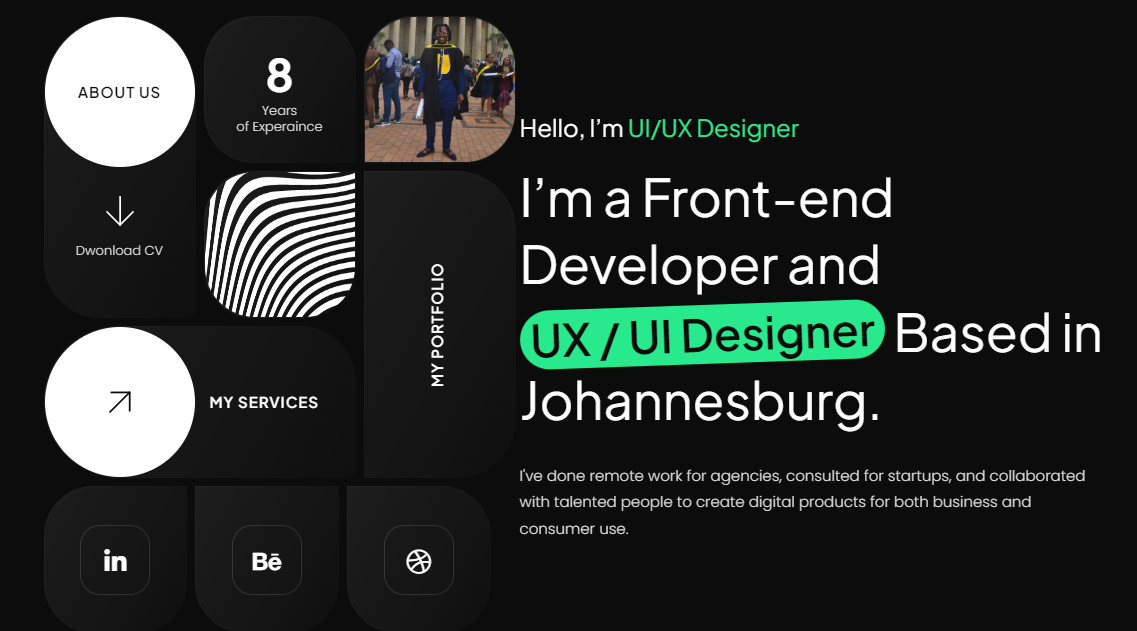 ABOUT US
8
Years
of Experaince
Dwonload CV
MY PORTFOLIO
MY SERVICES
in
Bē
Hello, I’m UI/UX Designer
I’m a Front-end
Developer and
UX / UI Designer Based in
Johannesburg.
I've done remote work for agencies, consulted for startups, and collaborated
with talented people to create digital products for both business and
consumer use.